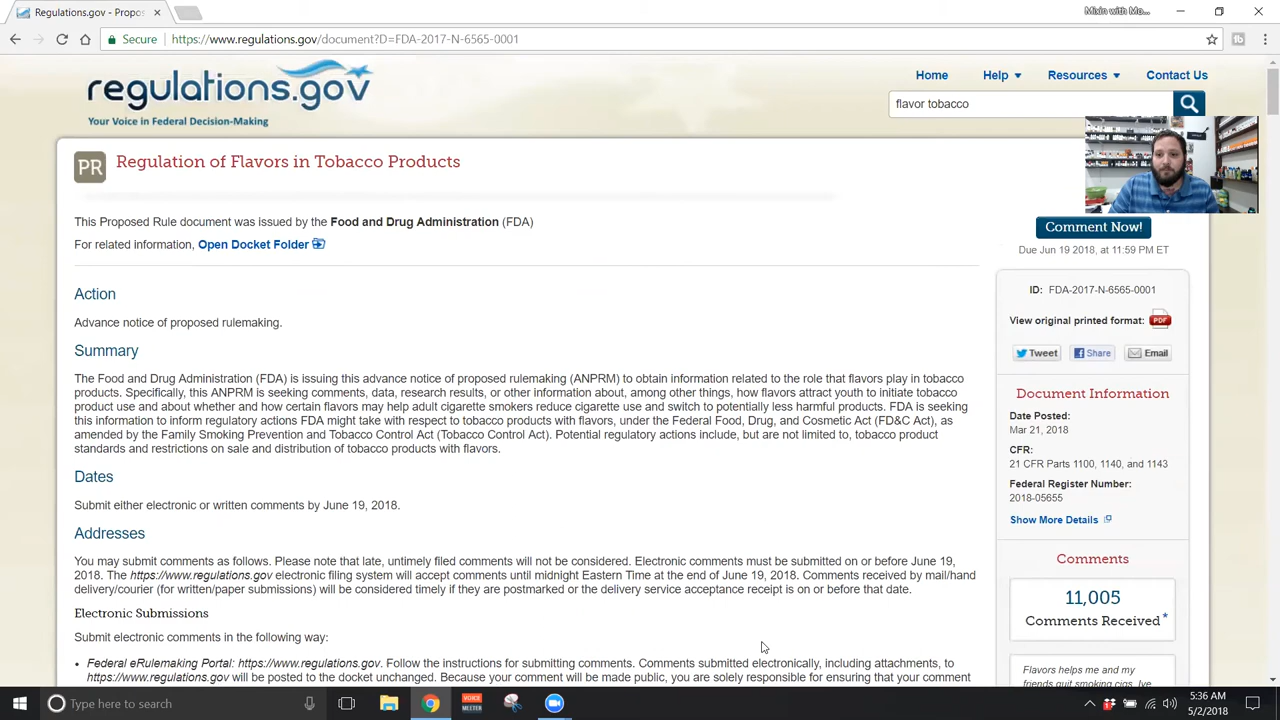 Regulations.gov - Propos
Mixin with Mo...
Secure
https://www.regulations.gov/document?D=FDA-2017-N-6565-0001
regulations.gov
Your Voice in Federal Decision-Making
Home
Help
Resources
Contact Us
flavor tobacco
PR
Regulation of Flavors in Tobacco Products
This Proposed Rule document was issued by the Food and Drug Administration (FDA)
For related information, Open Docket Folder
Comment Now!
Due Jun 19 2018, at 11:59 PM ET
Action
Advance notice of proposed rulemaking.
Summary
The Food and Drug Administration (FDA) is issuing this advance notice of proposed rulemaking (ANPRM) to obtain information related to the role that flavors play in tobacco
products. Specifically, this ANPRM is seeking comments, data, research results, or other information about, among other things, how flavors attract youth to initiate tobacco
product use and about whether and how certain flavors may help adult cigarette smokers reduce cigarette use and switch to potentially less harmful products. FDA is seeking
this information to inform regulatory actions FDA might take with respect to tobacco products with flavors, under the Federal Food, Drug, and Cosmetic Act (FD&C Act), as
amended by the Family Smoking Prevention and Tobacco Control Act (Tobacco Control Act). Potential regulatory actions include, but are not limited to, tobacco product
standards and restrictions on sale and distribution of tobacco products with flavors.
Dates
Submit either electronic or written comments by June 19, 2018.
Addresses
You may submit comments as follows. Please note that late, untimely filed comments will not be considered. Electronic comments must be submitted on or before June 19,
2018. The https://www.regulations.gov electronic filing system will accept comments until midnight Eastern Time at the end of June 19, 2018. Comments received by mail/hand
delivery/courier (for written/paper submissions) will be considered timely if they are postmarked or the delivery service acceptance receipt is on or before that date.
Electronic Submissions
Submit electronic comments in the following way:
• Federal eRulemaking Portal: https://www.regulations.gov. Follow the instructions for submitting comments. Comments submitted electronically, including attachments, to
https://www.regulations.gov will be posted to the docket unchanged. Because your comment will be made public, you are solely responsible for ensuring that your comment
ID: FDA-2017-N-6565-0001
View original printed format: PDF
Tweet
Share
Email
Document Information
Date Posted:
Mar 21, 2018
CFR:
21 CFR Parts 1100, 1140, and 1143
Federal Register Number:
2018-05655
Show More Details
Comments
11,005
Comments Received*
Flavors helps me and my
friends quit smoking cigs. Ive
Type here to search
VOICE
MEETER
5:36 AM
5/2/2018